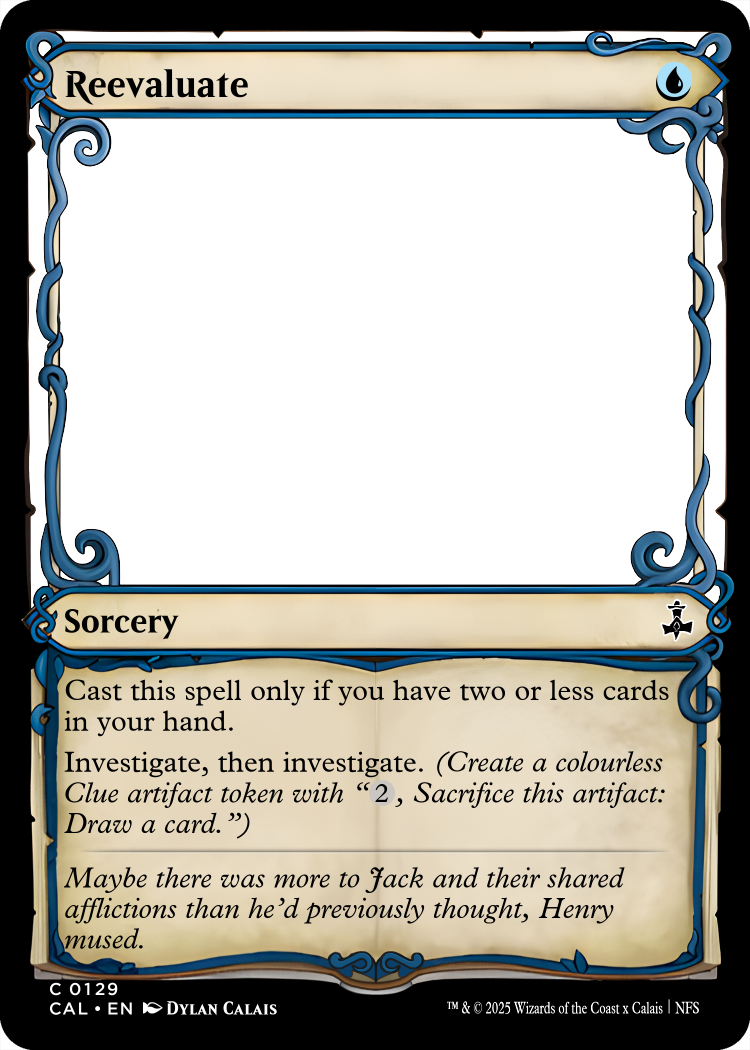 Reevaluate
Sorcery
Cast this spell only if you have two or less cards
in your hand.
Investigate, then investigate. (Create a colourless
Clue artifact token with “2, Sacrifice this artifact:
Draw a card.”)
Maybe there was more to Jack and their shared
afflictions than he’d previously thought, Henry
mused.
C 0129
CAL • EN Dylan Calais
™ & © 2025 Wizards of the Coast x Calais | NFS